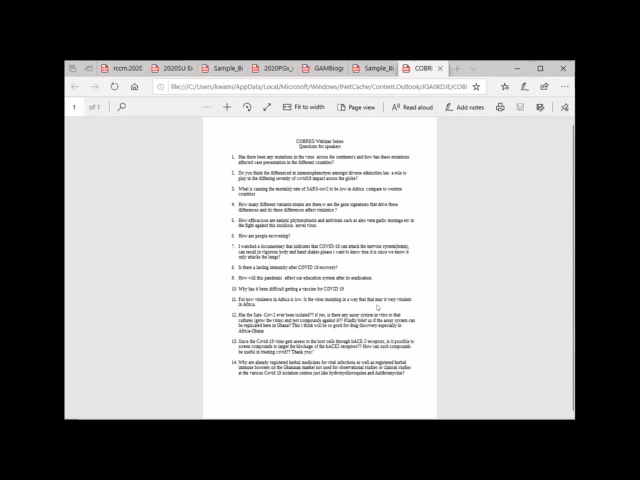 rccm.2020
2020SU Ex
Sample_Bi
2020PGx_
GAMBiogr
Sample_Bi
COBRE
file:///C:/Users/kwami/AppData/Local/Microsoft/Windows/INetCache/Content.Outlook/JOA0KDJE/COBI
1 of 1
Fit to width
Page view
Read aloud
Add notes
COBREG Webinar Series
Questions for speakers
1. Has there been any mutations in the virus across the continents and how has these mutations
affected case presentation in the different countries?
2. Do you think the differenced in immunophenotypes amongst diverse ethnicities has a role to
play in the differing severity of covid19 impact across the globe?
3. What is causing the mortality rate of SARS-cov2 to be low in Africa compare to western
countries
4. How many different variants strains are there w are the gene signatures that drive these
differences and do these differences affect virulence ?
5. How efficacious are natural phytonutrients and antivirals such as aloe vera garlic moringa etc in
the fight against this insidious novel virus
6. How are people recovering?
7. I watched a documentary that indicates that COVID-19 can attack the nervous system(brain),
can result in vigorous body and hand shakes please i want to know true it is since we know it
only attacks the lungs?
8. Is there a lasting immunity after COVID 19 recovery?
9. How will this pandemic affect our education system after its eradication.
10. Why has it been difficult getting a vaccine for COVID 19
11. For now virulence in Africa is low. Is the virus mutating in a way that that may it very virulent
in Africa.
12. Has the Sars- Cov-2 ever been isolated?? if yes, is there any assay system in vitro to that
cultures (grow the virus) and test compounds against it?? Kindly brief us if the assay system can
be replicated here in Ghana? This i think will be so good for drug discovery especially in
Africa-Ghana
13. Since the Covid-19 virus gets assess to the host cells through hACE-2 receptors, is it possible to
screen compounds to target the blockage of the hACE2 receptors?? How can such compounds
be useful in treating covid?? Thank you!'
14. Why are already registered herbal medicines for viral infections as well as registered herbal
immune boosters on the Ghanaian market not used for observational studies or clinical studies
at the various Covid 19 isolation centres just like hydroxychloroquine and Azithromycine?